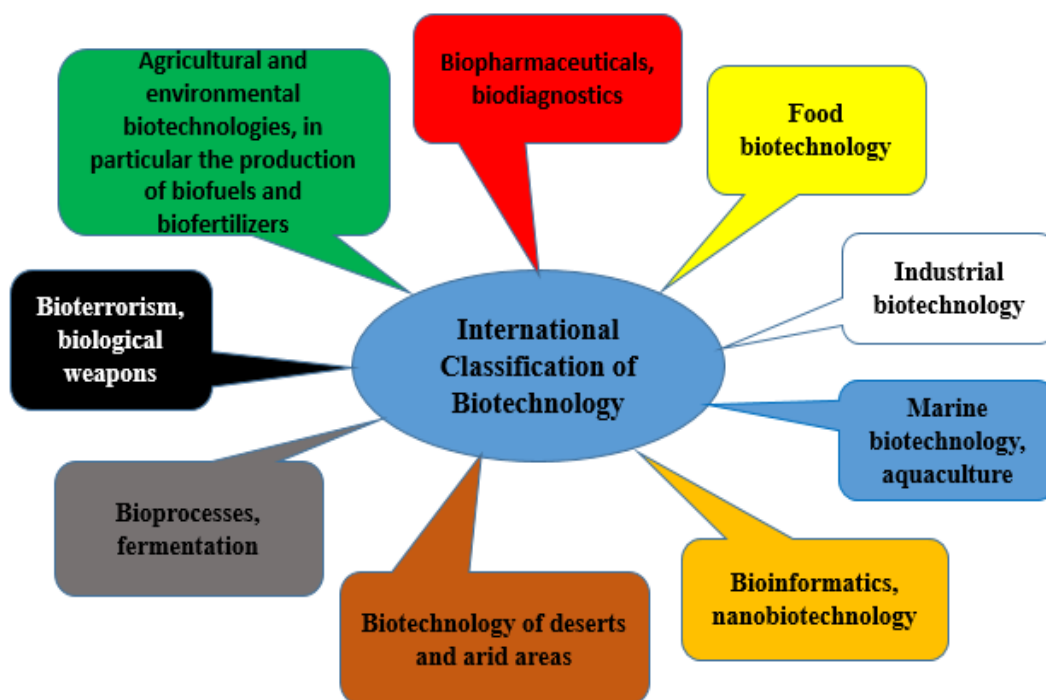 Agricultural and
environmental
biotechnologies, in
particular the production
of biofuels and
biofertilizers
Biopharmaceuticals,
biodiagnostics
Food
biotechnology
Bioterrorism,
biological
weapons
International
Classification of
Biotechnology
Industrial
biotechnology
Marine
biotechnology,
aquaculture
Bioprocesses,
fermentation
Biotechnology of deserts
and arid areas
Bioinformatics,
nanobiotechnology